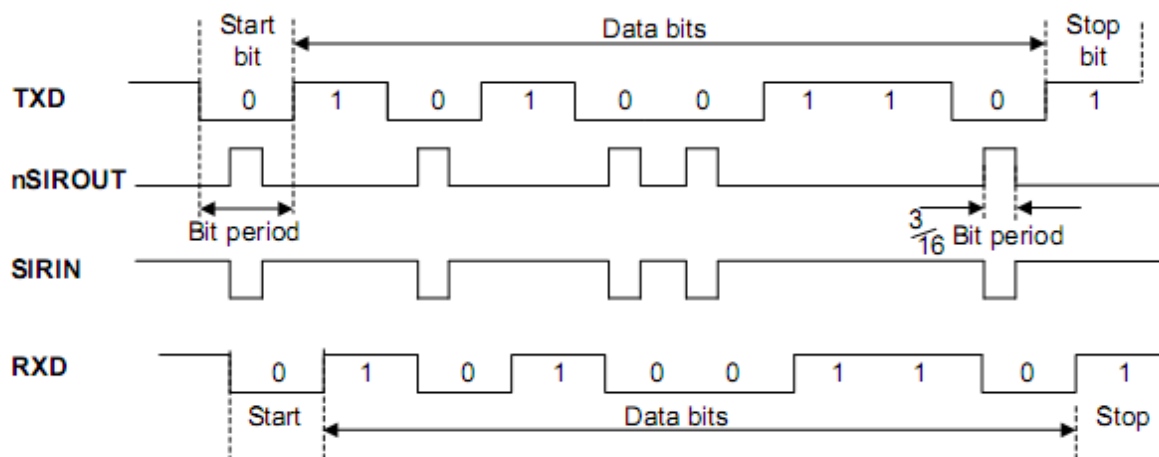 Start
bit
Data bits
Stop
bit
TXD
0 1 0 1 0 0 1 1 0 1
nSIROUT
Bit period
3/16 Bit period
SIRIN
RXD
0 1 0 1 0 0 1 1 0 1
Start
Data bits
Stop